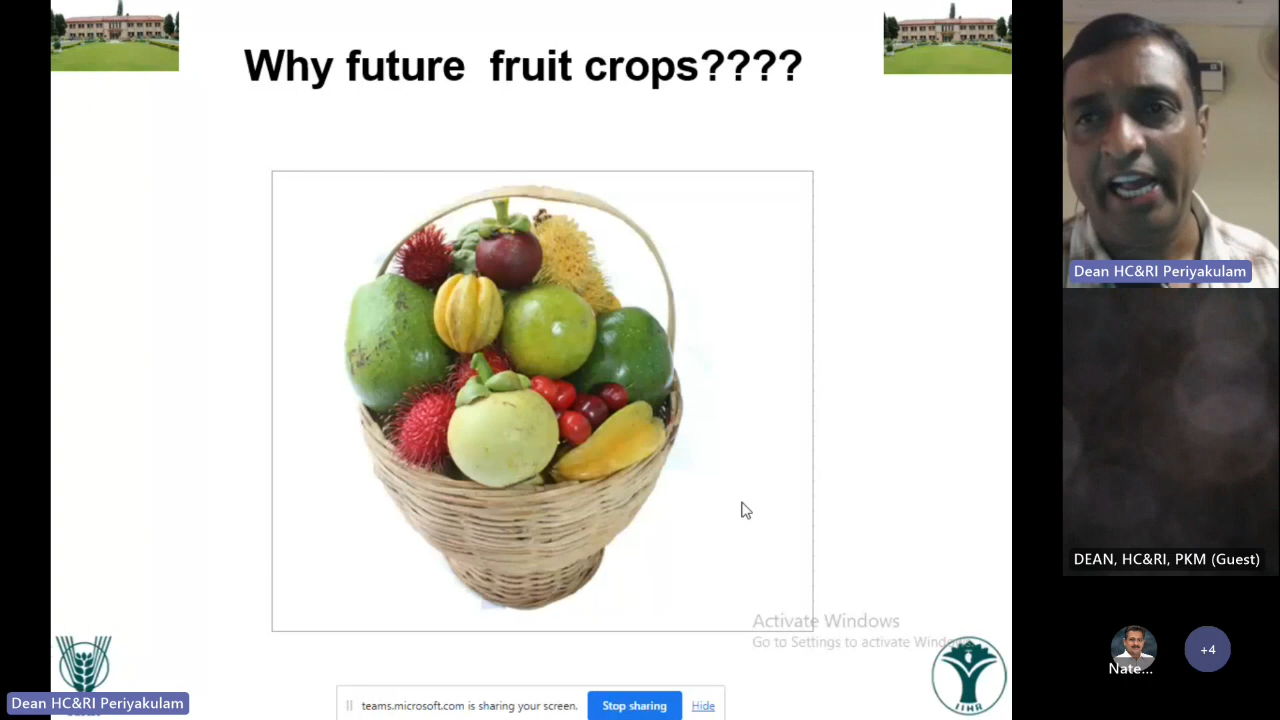 Why future fruit crops????
Dean HC&RI Periyakulam
DEAN, HC&RI, PKM (Guest)
Activate Windows
Go to Settings to activate Windows
IIHR
Nate...
+4
Dean HC&RI Periyakulam
teams.microsoft.com is sharing your screen.
Stop sharing
Hide